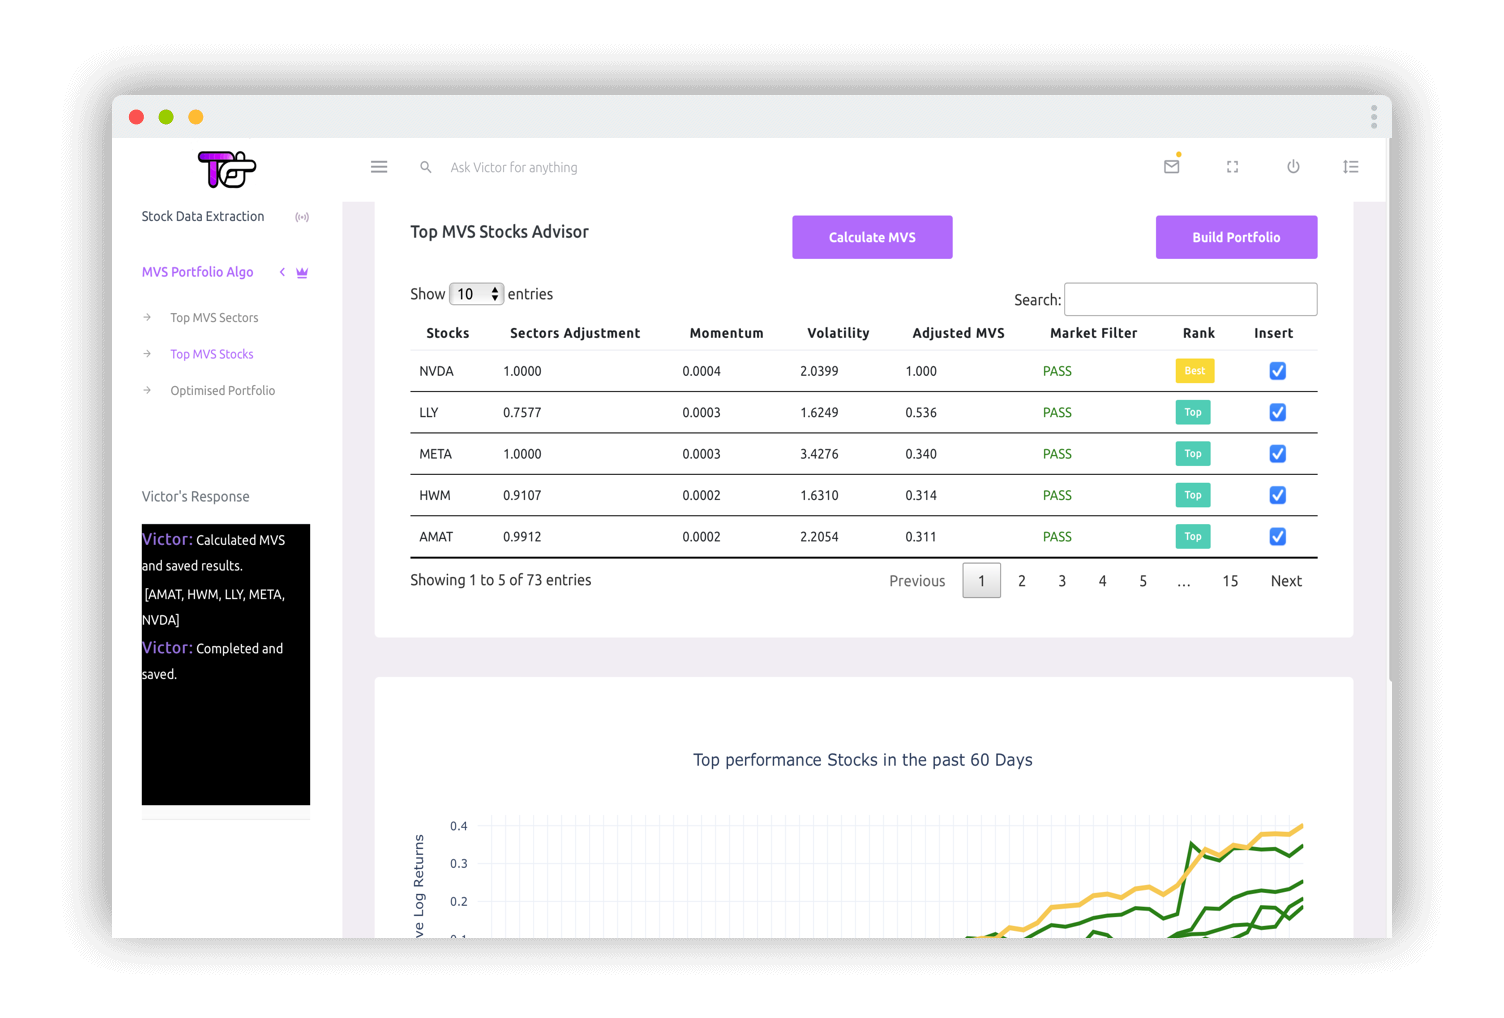 Ask Victor for anything
Stock Data Extraction
MVS Portfolio Algo
Top MVS Sectors
Top MVS Stocks
Optimised Portfolio
Victor's Response
Victor: Calculated MVS
and saved results.
[AMAT, HWM, LLY, META,
NVDA]
Victor: Completed and
saved.
Top MVS Stocks Advisor
Calculate MVS
Build Portfolio
Show 10 entries
Search:
Stocks Sectors Adjustment Momentum Volatility Adjusted MVS Market Filter Rank Insert
NVDA 1.0000 0.0004 2.0399 1.000 PASS Best
LLY 0.7577 0.0003 1.6249 0.536 PASS Top
META 1.0000 0.0003 3.4276 0.340 PASS Top
HWM 0.9107 0.0002 1.6310 0.314 PASS Top
AMAT 0.9912 0.0002 2.2054 0.311 PASS Top
Showing 1 to 5 of 73 entries
Previous 1 2 3 4 5 ... 15 Next
Top performance Stocks in the past 60 Days
0.4
0.3
0.2
0.1
ve Log Returns